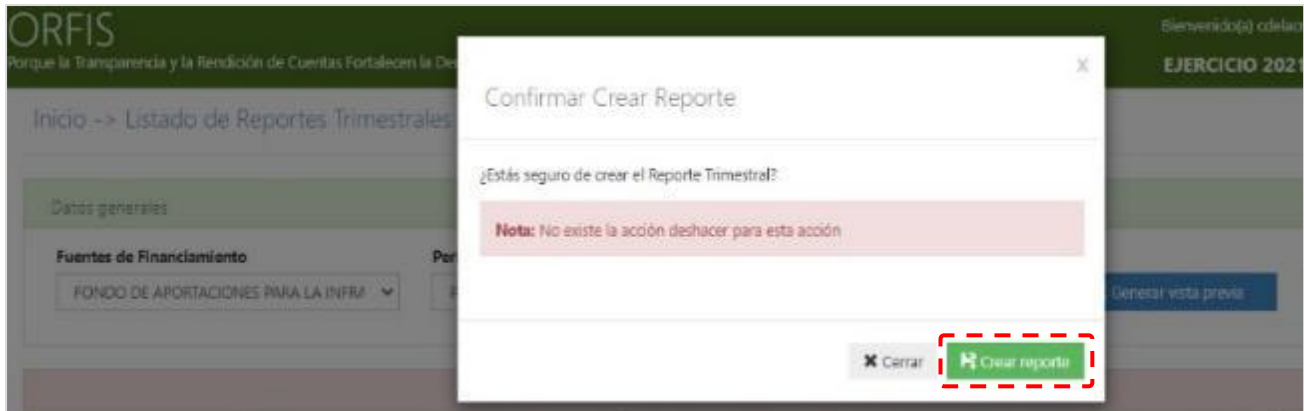 ORFIS
Porque la Transparencia y la Rendición de Cuentas Fortalecen la De
Bienvenido(a) cdelacr
EJERCICIO 2021
Inicio -> Listado de Reportes Trimestrales
X
Confirmar Crear Reporte
¿Estás seguro de crear el Reporte Trimestral?
Nota: No existe la acción deshacer para esta acción
Datos generales
Fuentes de Financiamiento
Per
FONDO DE APORTACIONES PARA LA INFRA
Generar vista previa
Cerrar
Crear reporte